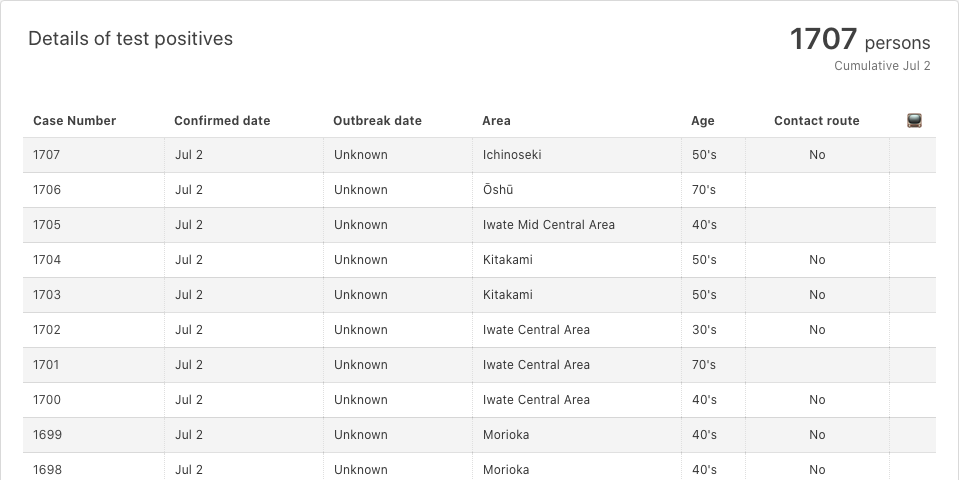 Details of test positives
1707 persons
Cumulative Jul 2
Case Number Confirmed date Outbreak date Area Age Contact route
1707 Jul 2 Unknown Ichinoseki 50's No
1706 Jul 2 Unknown Ōshū 70's
1705 Jul 2 Unknown Iwate Mid Central Area 40's
1704 Jul 2 Unknown Kitakami 50's No
1703 Jul 2 Unknown Kitakami 50's No
1702 Jul 2 Unknown Iwate Central Area 30's No
1701 Jul 2 Unknown Iwate Central Area 70's
1700 Jul 2 Unknown Iwate Central Area 40's No
1699 Jul 2 Unknown Morioka 40's No
1698 Jul 2 Unknown Morioka 40's No